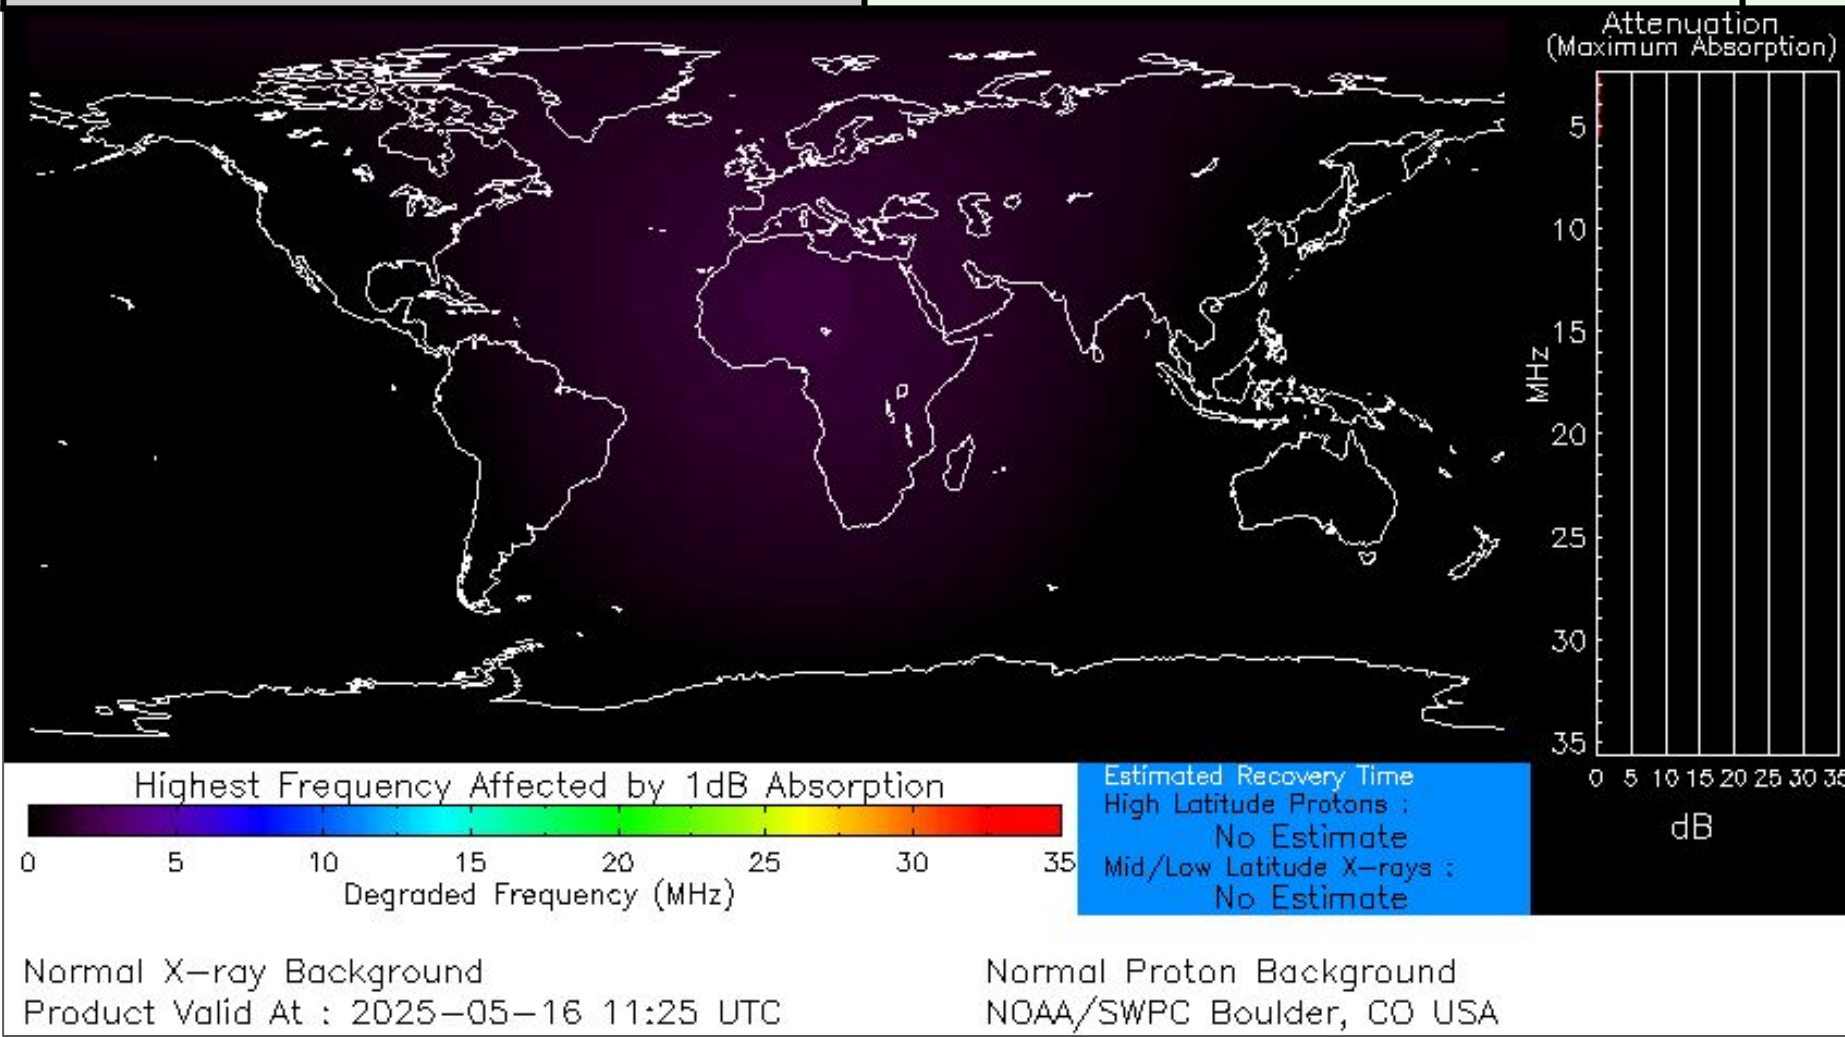 Attenuation
(Maximum Absorption)
5
10
15
20
25
30
35
MHz
0 5 10 15 20 25 30 35
dB
Highest Frequency Affected by 1dB Absorption
0 5 10 15 20 25 30 35
Degraded Frequency (MHz)
Estimated Recovery Time
High Latitude Protons :
No Estimate
Mid/Low Latitude X-rays :
No Estimate
Normal X-ray Background
Product Valid At : 2025-05-16 11:25 UTC
Normal Proton Background
NOAA/SWPC Boulder, CO USA